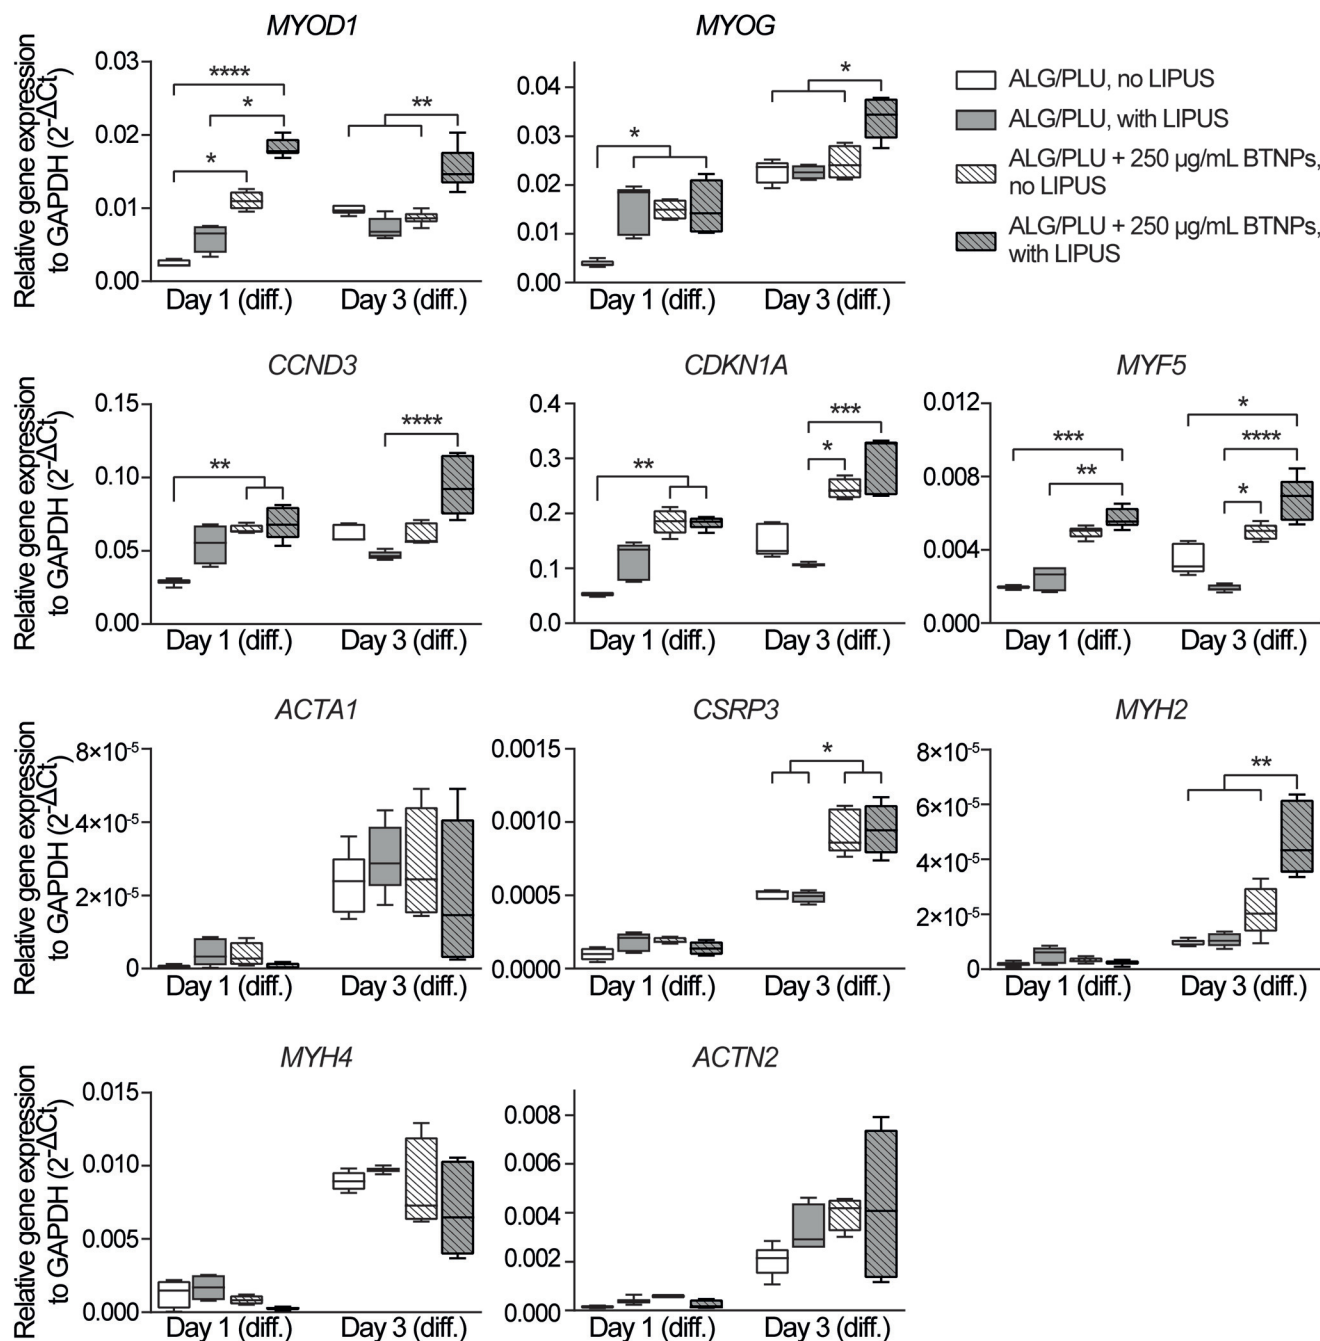 MYOD1
MYOG
Relative gene expression
to GAPDH (2^-ΔCt)
0.03
0.02
0.01
0.00
****
*
*
**
Day 1 (diff.)
Day 3 (diff.)
0.04
0.03
0.02
0.01
0.00
*
*
Day 1 (diff.)
Day 3 (diff.)
ALG/PLU, no LIPUS
ALG/PLU, with LIPUS
ALG/PLU + 250 µg/mL BTNPs,
no LIPUS
ALG/PLU + 250 µg/mL BTNPs,
with LIPUS
CCND3
CDKN1A
MYF5
Relative gene expression
to GAPDH (2^-ΔCt)
0.15
0.10
0.05
0.00
**
****
Day 1 (diff.)
Day 3 (diff.)
0.4
0.3
0.2
0.1
0.0
**
***
*
Day 1 (diff.)
Day 3 (diff.)
0.012
0.008
0.004
0.000
***
**
*
****
*
Day 1 (diff.)
Day 3 (diff.)
ACTA1
CSRP3
MYH2
Relative gene expression
to GAPDH (2^-ΔCt)
8×10^-5
4×10^-5
2×10^-5
0
Day 1 (diff.)
Day 3 (diff.)
0.0015
0.0010
0.0005
0.0000
*
Day 1 (diff.)
Day 3 (diff.)
8×10^-5
6×10^-5
4×10^-5
2×10^-5
0
**
Day 1 (diff.)
Day 3 (diff.)
MYH4
ACTN2
Relative gene expression
to GAPDH (2^-ΔCt)
0.015
0.010
0.005
0.000
Day 1 (diff.)
Day 3 (diff.)
0.008
0.006
0.004
0.002
0.000
Day 1 (diff.)
Day 3 (diff.)